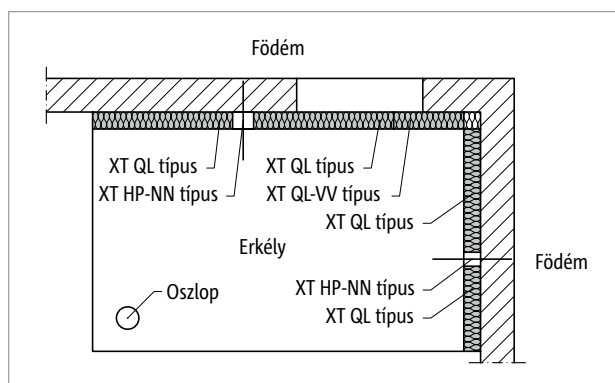 Födém
XT QL típus
XT HP-NN típus
XT QL típus
XT QL-VV típus
XT QL típus
Erkély
XT HP-NN típus
Födém
Oszlop
XT QL típus